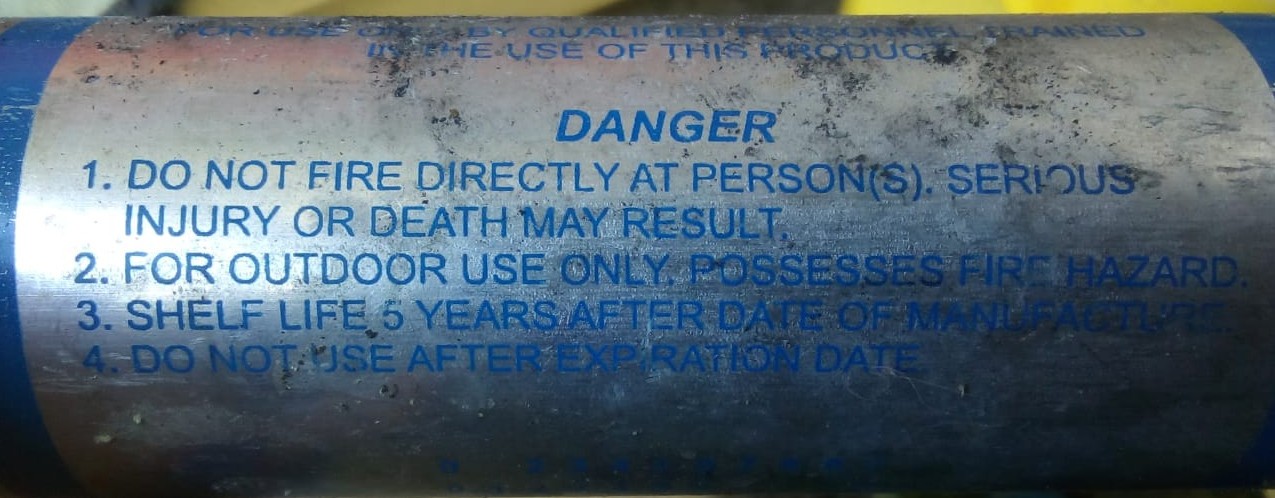 FOR USE ONLY BY QUALIFIED PERSONNEL TRAINED
IN THE USE OF THIS PRODUCT
DANGER
1. DO NOT FIRE DIRECTLY AT PERSON(S). SERIOUS
INJURY OR DEATH MAY RESULT.
2. FOR OUTDOOR USE ONLY. POSSESSES FIRE HAZARD.
3. SHELF LIFE 5 YEARS AFTER DATE OF MANUFACTURE.
4. DO NOT USE AFTER EXPIRATION DATE